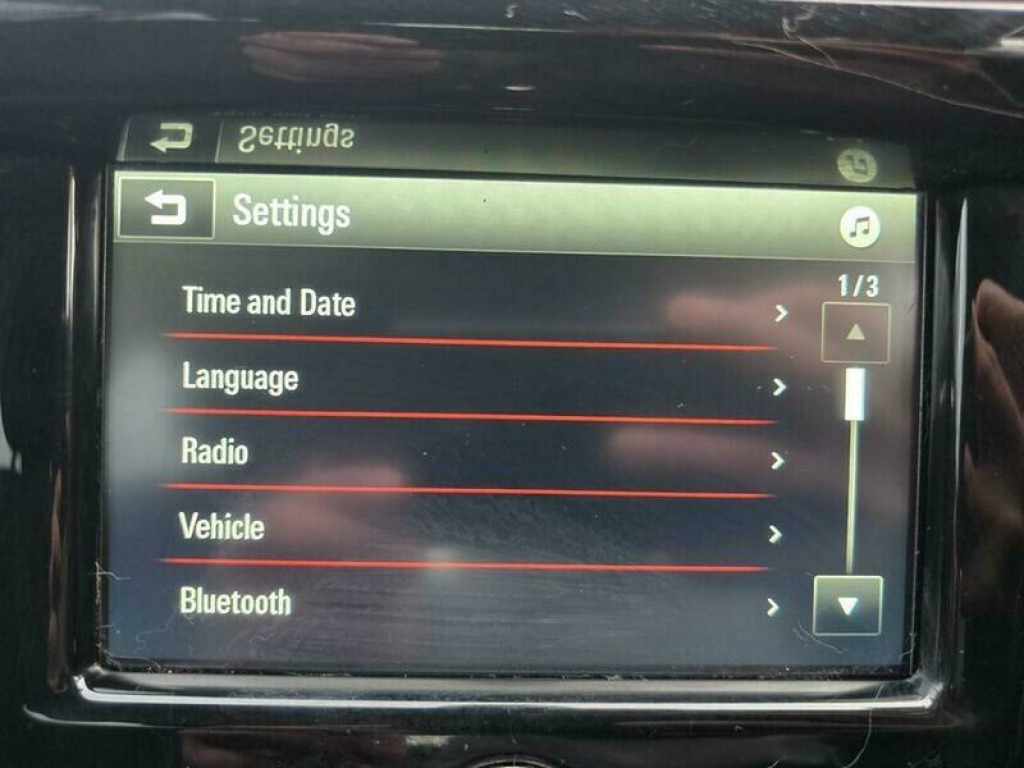 Settings
Settings
1/3
Time and Date
Language
Radio
Vehicle
Bluetooth